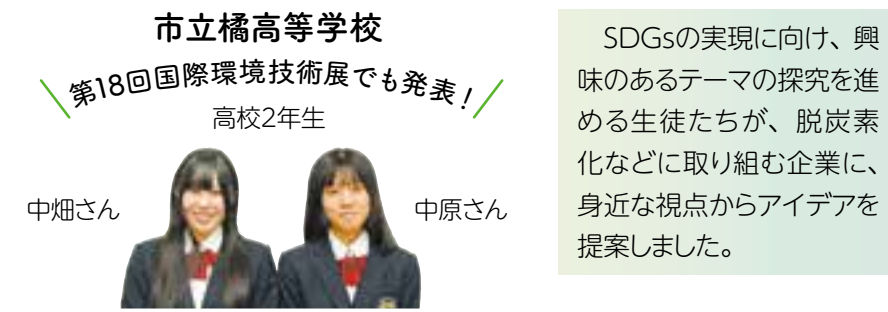 市立橘高等学校
第18回国際環境技術展でも発表!
高校2年生
中畑さん
中原さん
SDGsの実現に向け、興
味のあるテーマの探究を進
める生徒たちが、脱炭素
化などに取り組む企業に、
身近な視点からアイデアを
提案しました。